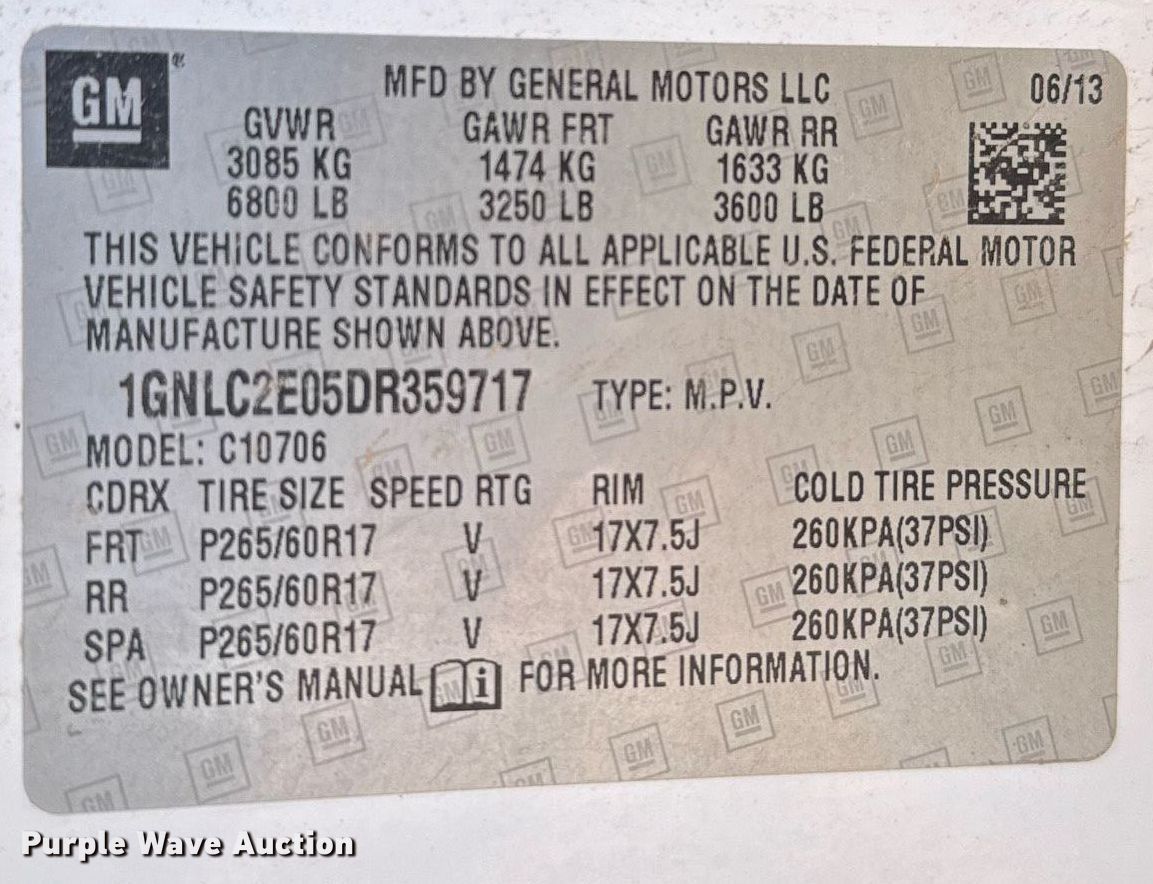 GM
MFD BY GENERAL MOTORS LLC 06/13
GVWR GAWR FRT GAWR RR
3085 KG 1474 KG 1633 KG
6800 LB 3250 LB 3600 LB
THIS VEHICLE CONFORMS TO ALL APPLICABLE U.S. FEDERAL MOTOR
VEHICLE SAFETY STANDARDS IN EFFECT ON THE DATE OF
MANUFACTURE SHOWN ABOVE.
1GNLC2E05DR359717 TYPE: M.P.V.
MODEL: C10706
CDRX TIRE SIZE SPEED RTG RIM COLD TIRE PRESSURE
FRT P265/60R17 V 17X7.5J 260KPA(37PSI)
RR P265/60R17 V 17X7.5J 260KPA(37PSI)
SPA P265/60R17 V 17X7.5J 260KPA(37PSI)
SEE OWNER'S MANUAL i FOR MORE INFORMATION.
Purple Wave Auction